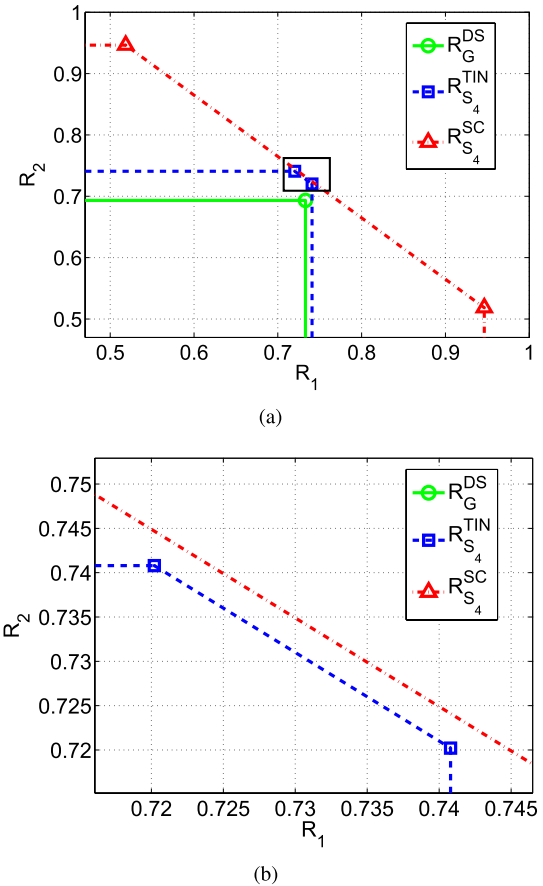 1
0.9
0.8
0.7
0.6
0.5
R2
0.5 0.6 0.7 0.8 0.9 1
R1
R_G^DS
R_S4^TIN
R_S4^SC
(a)
0.75
0.745
0.74
0.735
0.73
0.725
0.72
R2
0.72 0.725 0.73 0.735 0.74 0.745
R1
R_G^DS
R_S4^TIN
R_S4^SC
(b)